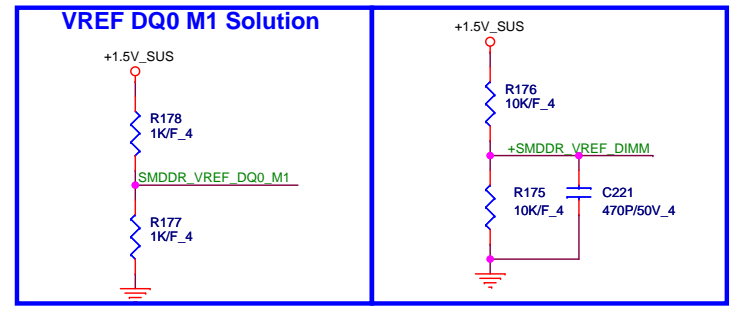 VREF DQ0 M1 Solution
+1.5V_SUS
R178
1K/F_4
SMDDR_VREF_DQ0_M1
R177
1K/F_4
+1.5V_SUS
R176
10K/F_4
+SMDDR_VREF_DIMM
R175
10K/F_4
C221
470P/50V_4